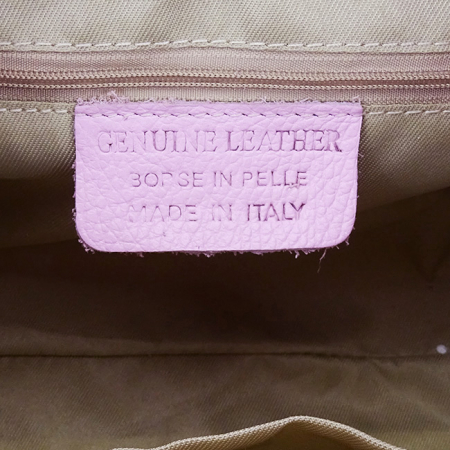 GENUINE LEATHER
BORSE IN PELLE
MADE IN ITALY